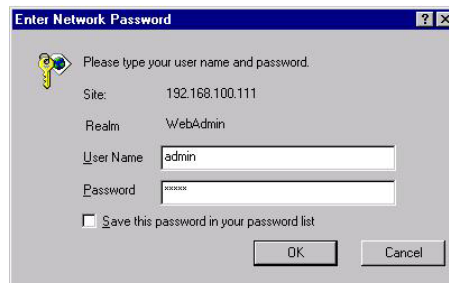 Enter Network Password
Please type your user name and password.
Site: 192.168.100.111
Realm WebAdmin
User Name admin
Password xxxxx
Save this password in your password list
OK Cancel